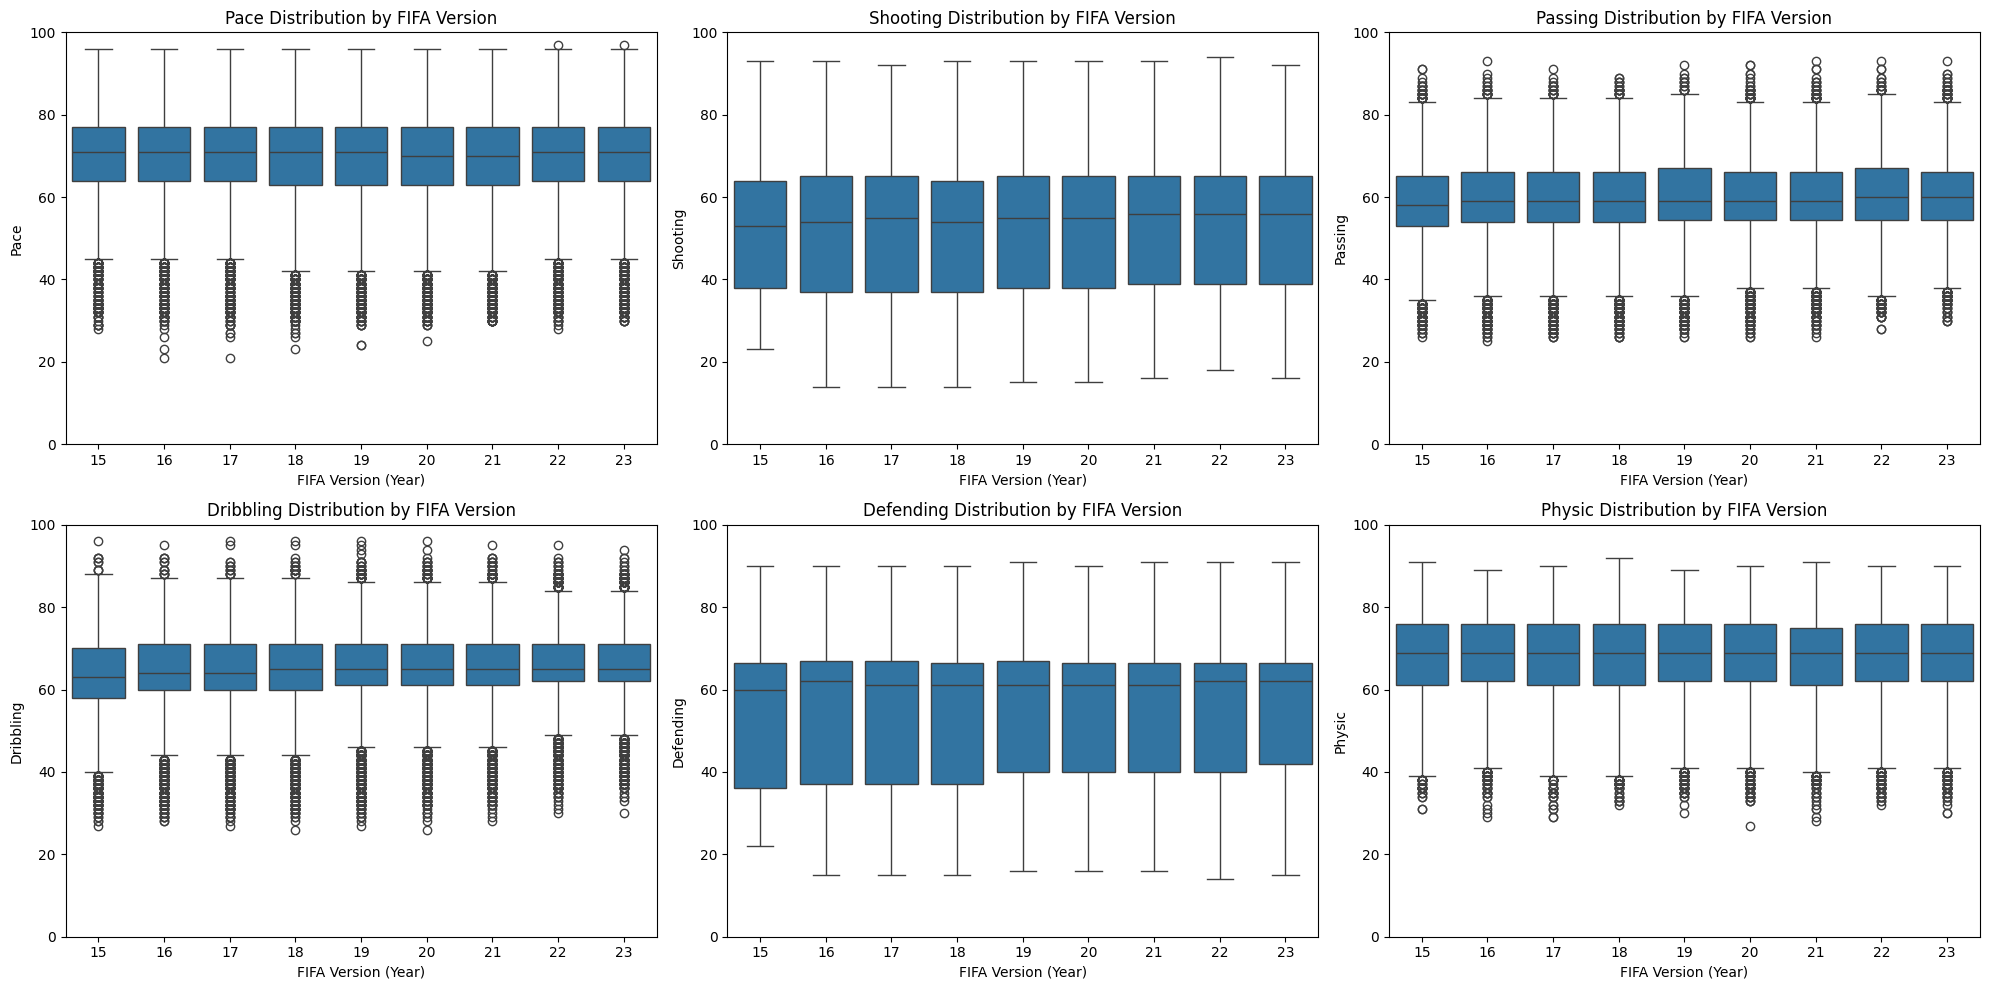 Pace Distribution by FIFA Version
100
80
60
40
20
0
Pace
15 16 17 18 19 20 21 22 23
FIFA Version (Year)
Shooting Distribution by FIFA Version
100
80
60
40
20
0
Shooting
15 16 17 18 19 20 21 22 23
FIFA Version (Year)
Passing Distribution by FIFA Version
100
80
60
40
20
0
Passing
15 16 17 18 19 20 21 22 23
FIFA Version (Year)
Dribbling Distribution by FIFA Version
100
80
60
40
20
0
Dribbling
15 16 17 18 19 20 21 22 23
FIFA Version (Year)
Defending Distribution by FIFA Version
100
80
60
40
20
0
Defending
15 16 17 18 19 20 21 22 23
FIFA Version (Year)
Physic Distribution by FIFA Version
100
80
60
40
20
0
Physic
15 16 17 18 19 20 21 22 23
FIFA Version (Year)